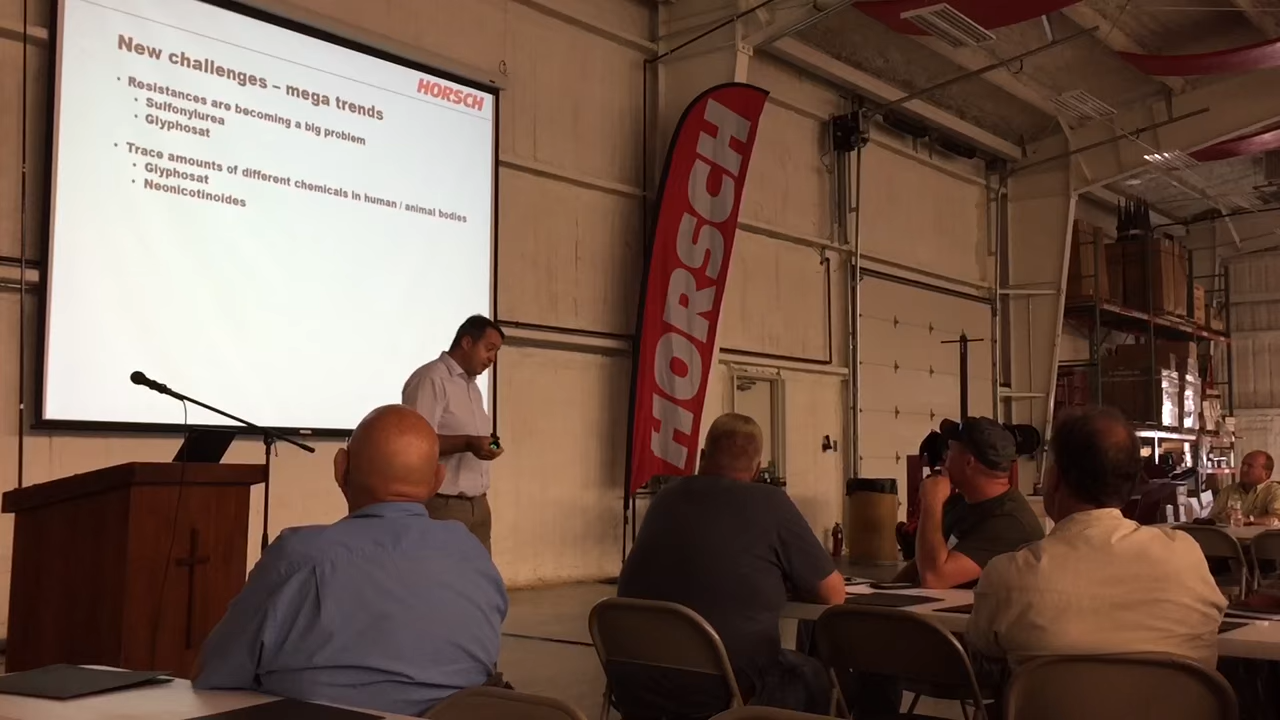 New challenges – mega trends
HORSCH
• Resistances are becoming a big problem
• Sulfonylurea
• Glyphosat
• Trace amounts of different chemicals in human / animal bodies
• Glyphosat
• Neonicotinoides
HORSCH